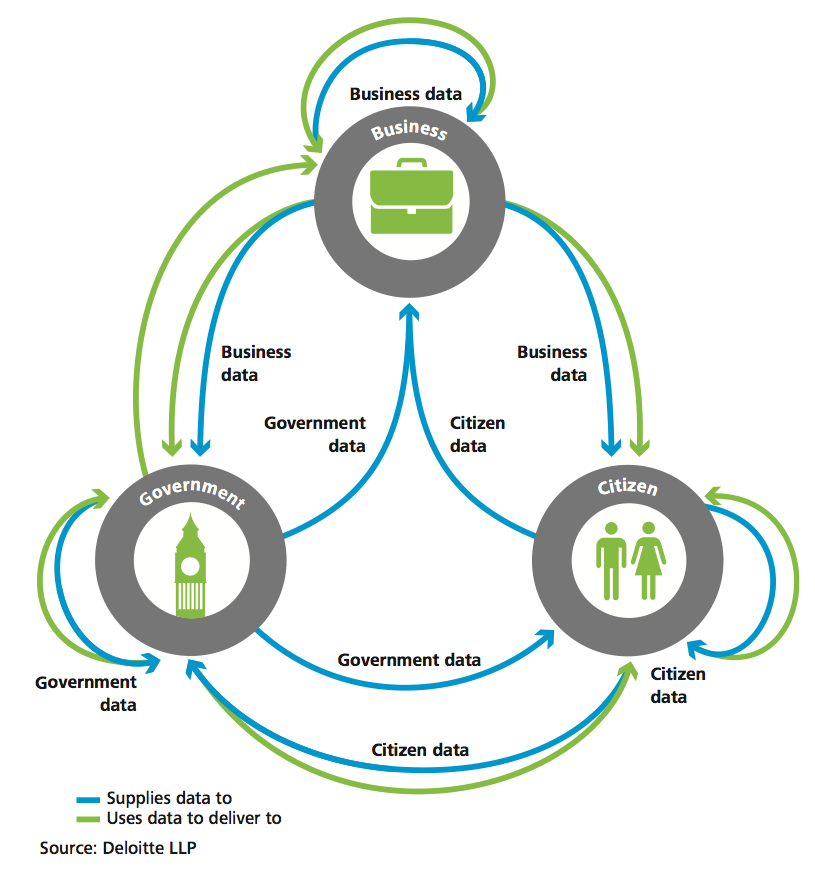 Business data
Business
Business
data
Business
data
Government
data
Citizen
data
Government
Citizen
Government data
Government
data
Citizen
data
Citizen data
Supplies data to
Uses data to deliver to
Source: Deloitte LLP